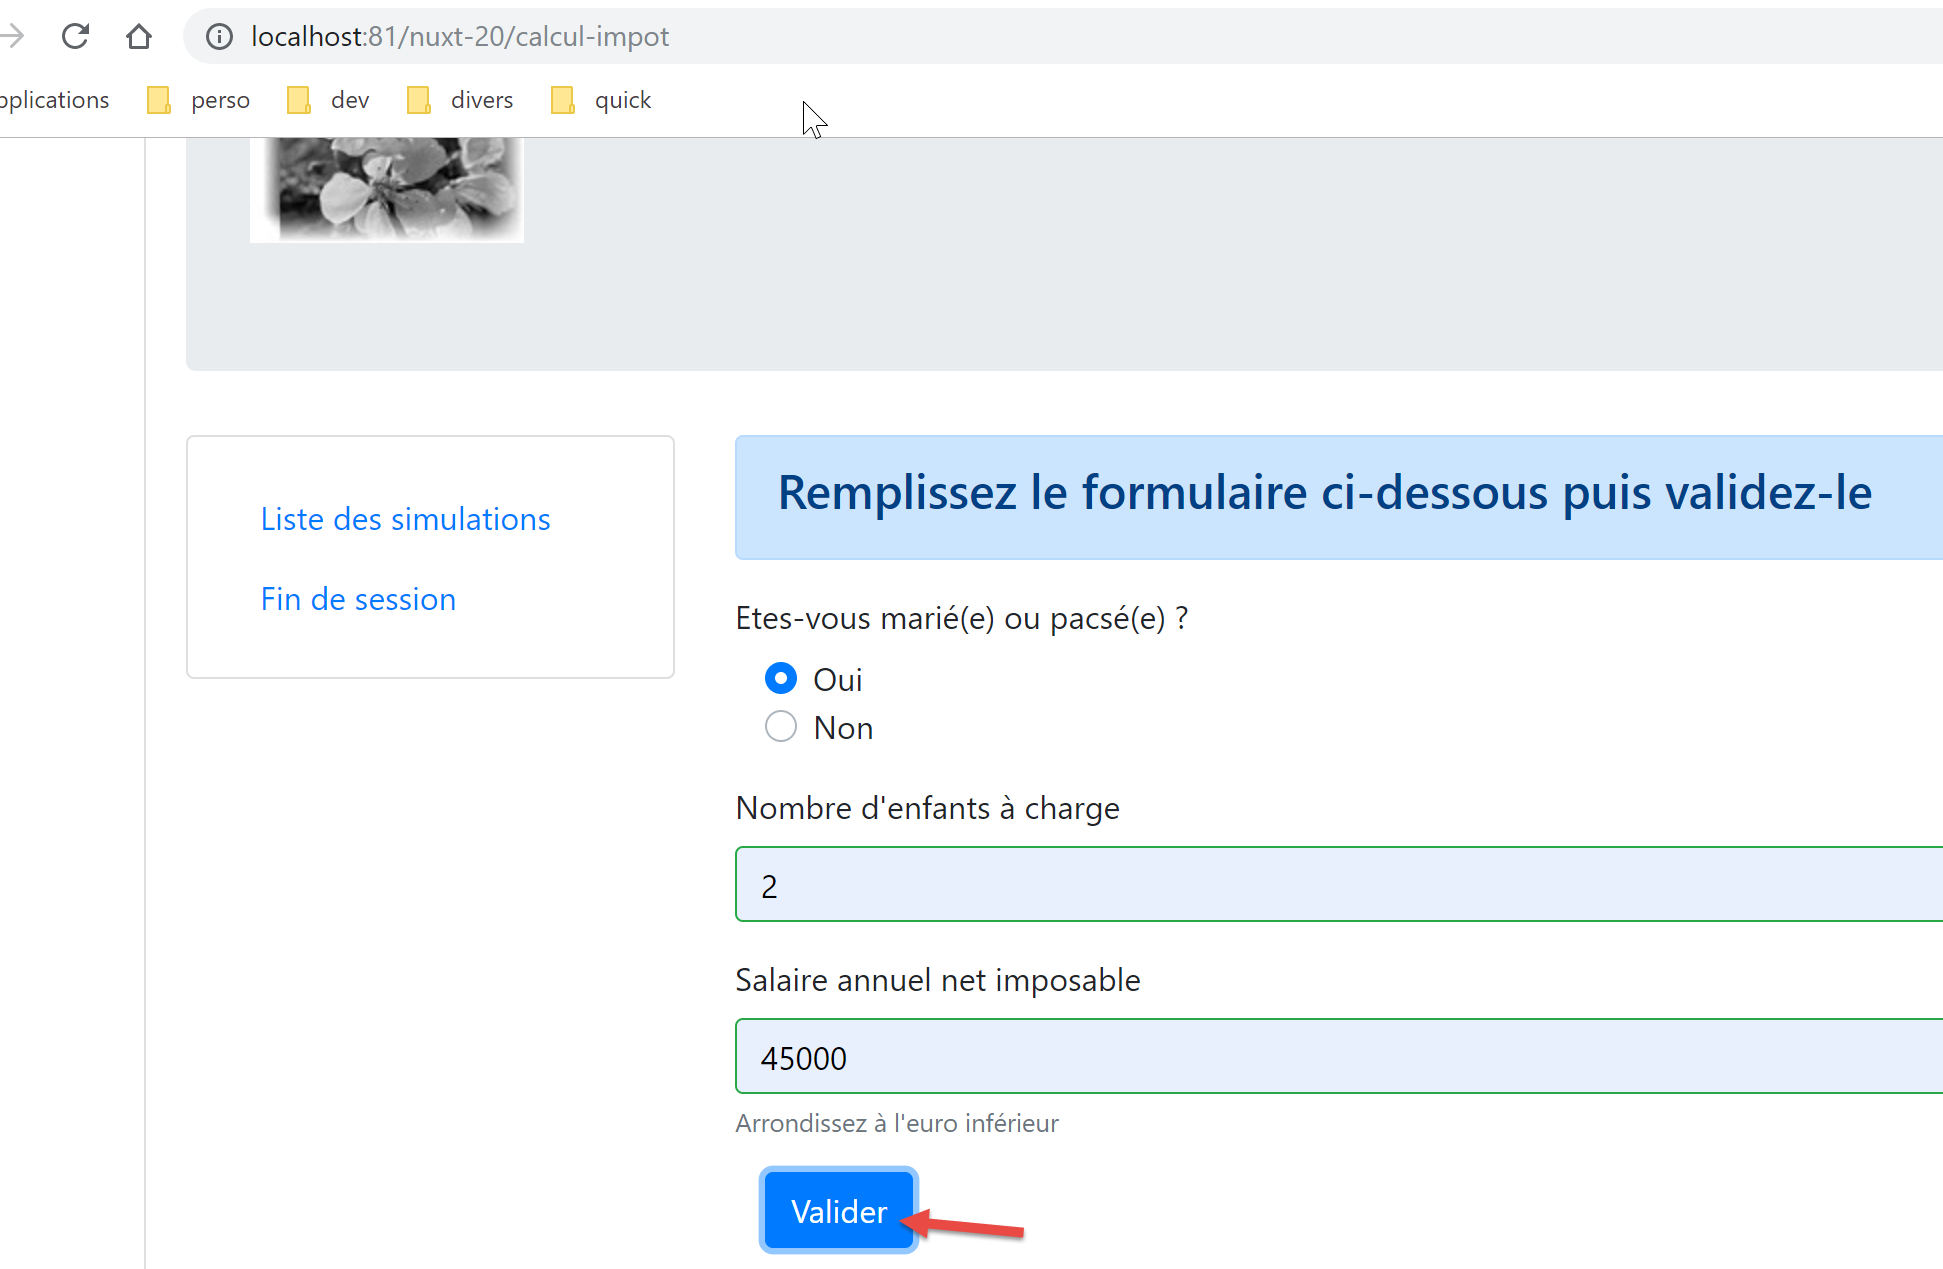 localhost:81/nuxt-20/calcul-impot
perso dev divers quick
Liste des simulations
Fin de session
Remplissez le formulaire ci-dessous puis validez-le
Etes-vous marié(e) ou pacsé(e) ?
Oui
Non
Nombre d'enfants à charge
2
Salaire annuel net imposable
45000
Arrondissez à l'euro inférieur
Valider